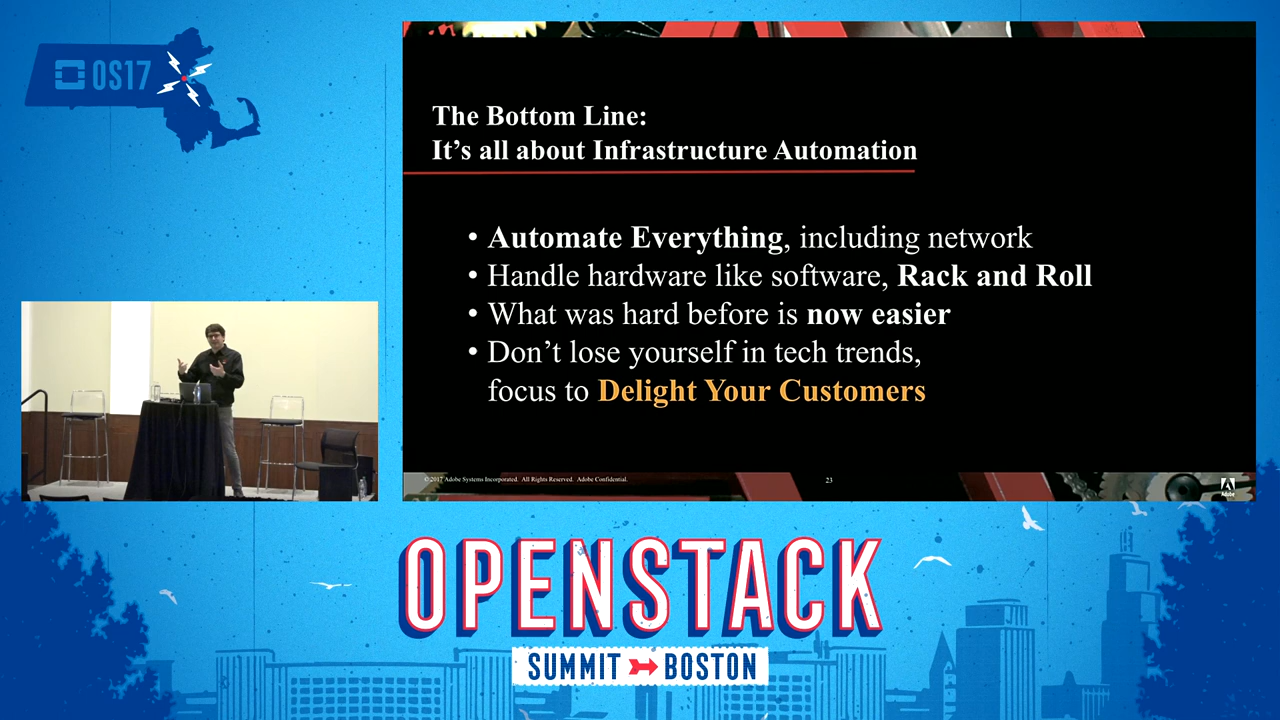 OS17
The Bottom Line:
It's all about Infrastructure Automation
• Automate Everything, including network
• Handle hardware like software, Rack and Roll
• What was hard before is now easier
• Don't lose yourself in tech trends,
focus to Delight Your Customers
© 2017 Adobe Systems Incorporated. All Rights Reserved. Adobe Confidential.
23
Adobe
OPENSTACK
SUMMIT BOSTON